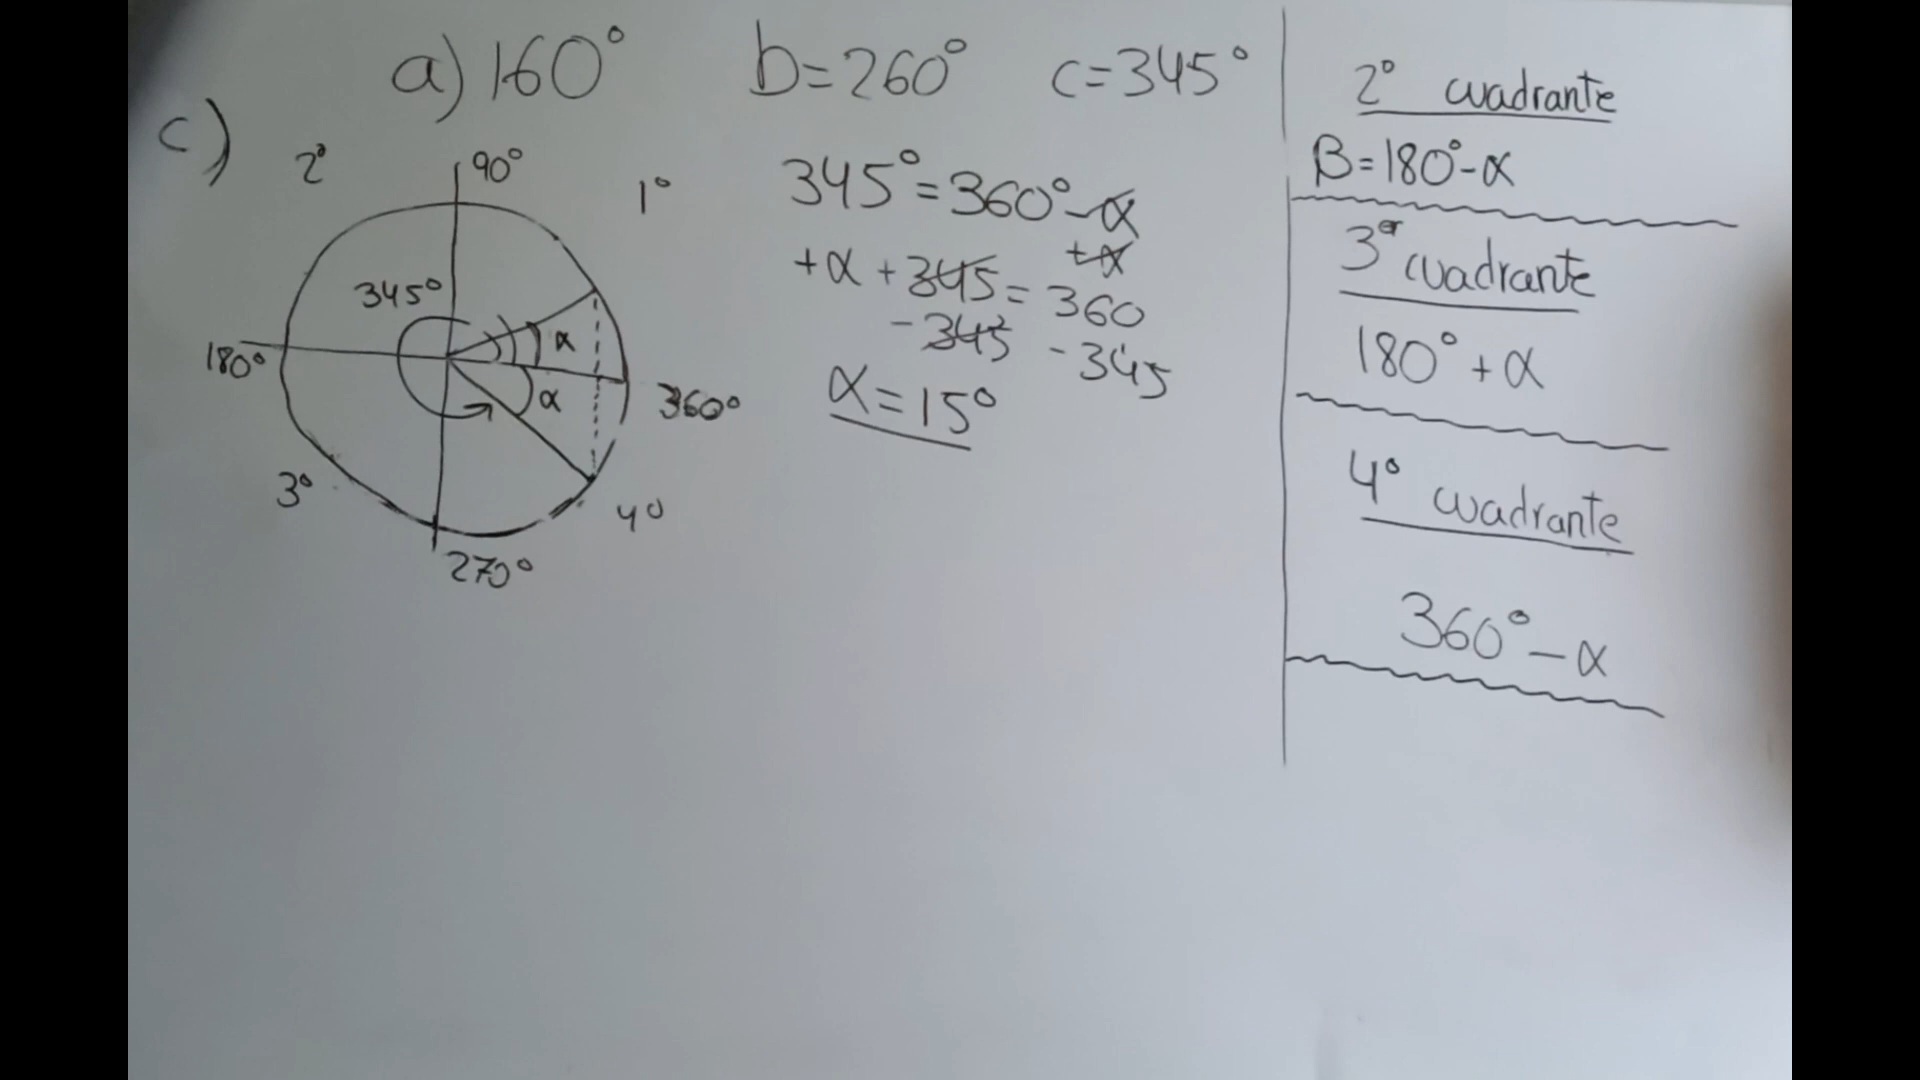 a) 160° b=260° c=345°
c)
2° 90° 1°
345°
α
180°
α
360°
3° 4°
270°
345°=360°-α
+α
+α+345=360
-345 -345
α=15°
2° cuadrante
β=180°-α
3er cuadrante
180°+α
4° cuadrante
360°-α